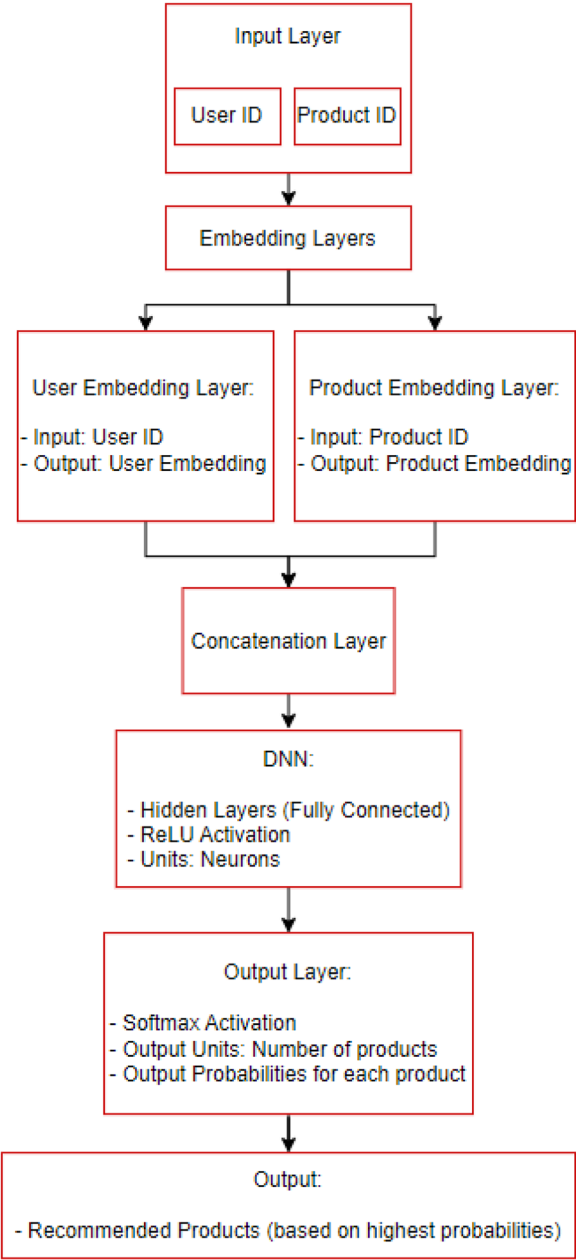 Input Layer
User ID
Product ID
Embedding Layers
User Embedding Layer:
- Input: User ID
- Output: User Embedding
Product Embedding Layer:
- Input: Product ID
- Output: Product Embedding
Concatenation Layer
DNN:
- Hidden Layers (Fully Connected)
- ReLU Activation
- Units: Neurons
Output Layer:
- Softmax Activation
- Output Units: Number of products
- Output Probabilities for each product
Output:
- Recommended Products (based on highest probabilities)